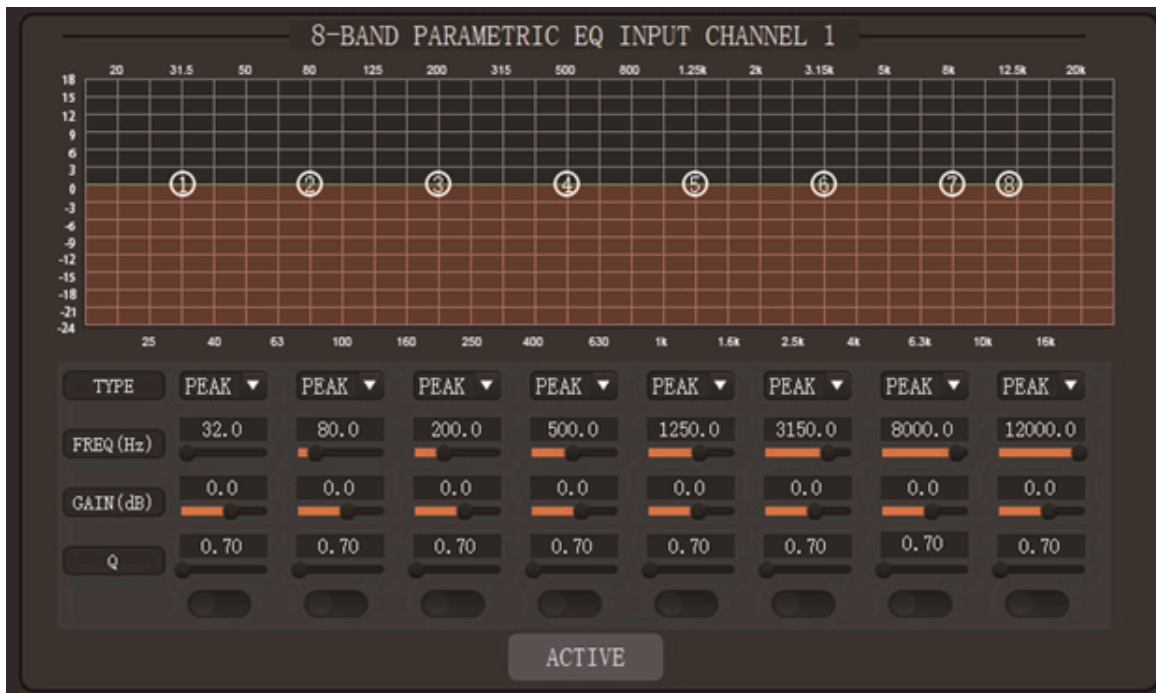 8-BAND PARAMETRIC EQ INPUT CHANNEL 1
20 31.5 50 80 125 200 315 500 800 1.25k 2k 3.15k 5k 8k 12.5k 20k
18
15
12
9
6
3
0
-3
-6
-9
-12
-15
-18
-21
-24
① ② ③ ④ ⑤ ⑥ ⑦ ⑧
25 40 63 100 160 250 400 630 1k 1.6k 2.5k 4k 6.3k 10k 16k
TYPE PEAK PEAK PEAK PEAK PEAK PEAK PEAK PEAK
FREQ(Hz) 32.0 80.0 200.0 500.0 1250.0 3150.0 8000.0 12000.0
GAIN(dB) 0.0 0.0 0.0 0.0 0.0 0.0 0.0 0.0
Q 0.70 0.70 0.70 0.70 0.70 0.70 0.70 0.70
ACTIVE